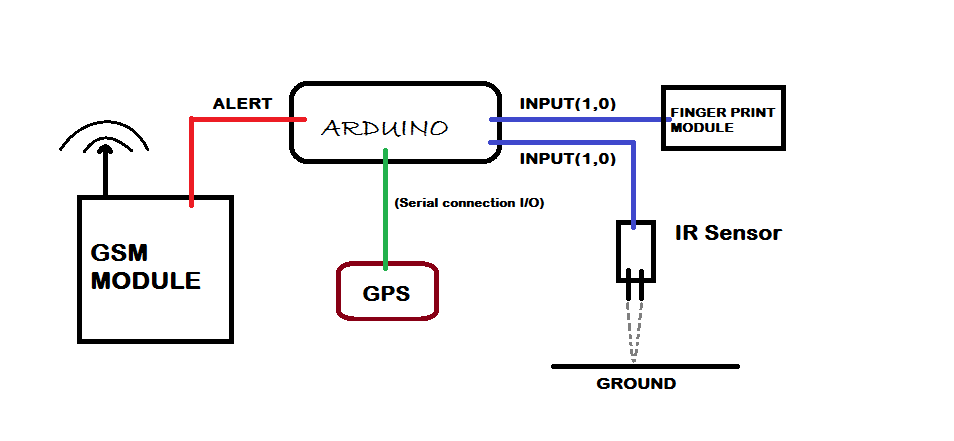 ALERT
ARDUINO
INPUT(1,0)
FINGER PRINT
MODULE
INPUT(1,0)
(Serial connection I/O)
IR Sensor
GSM
MODULE
GPS
GROUND